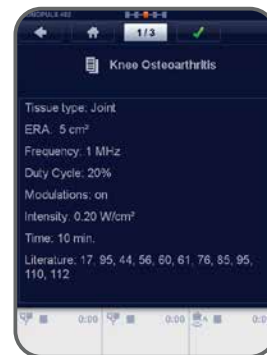 1/3
Knee Osteoarthritis
Tissue type: Joint
ERA: 5 cm²
Frequency: 1 MHz
Duty Cycle: 20%
Modulations: on
Intensity: 0.20 W/cm²
Time: 10 min.
Literature: 17, 95, 44, 56, 60, 61, 76, 85, 95,
110, 112
0:00 0:00 0:00